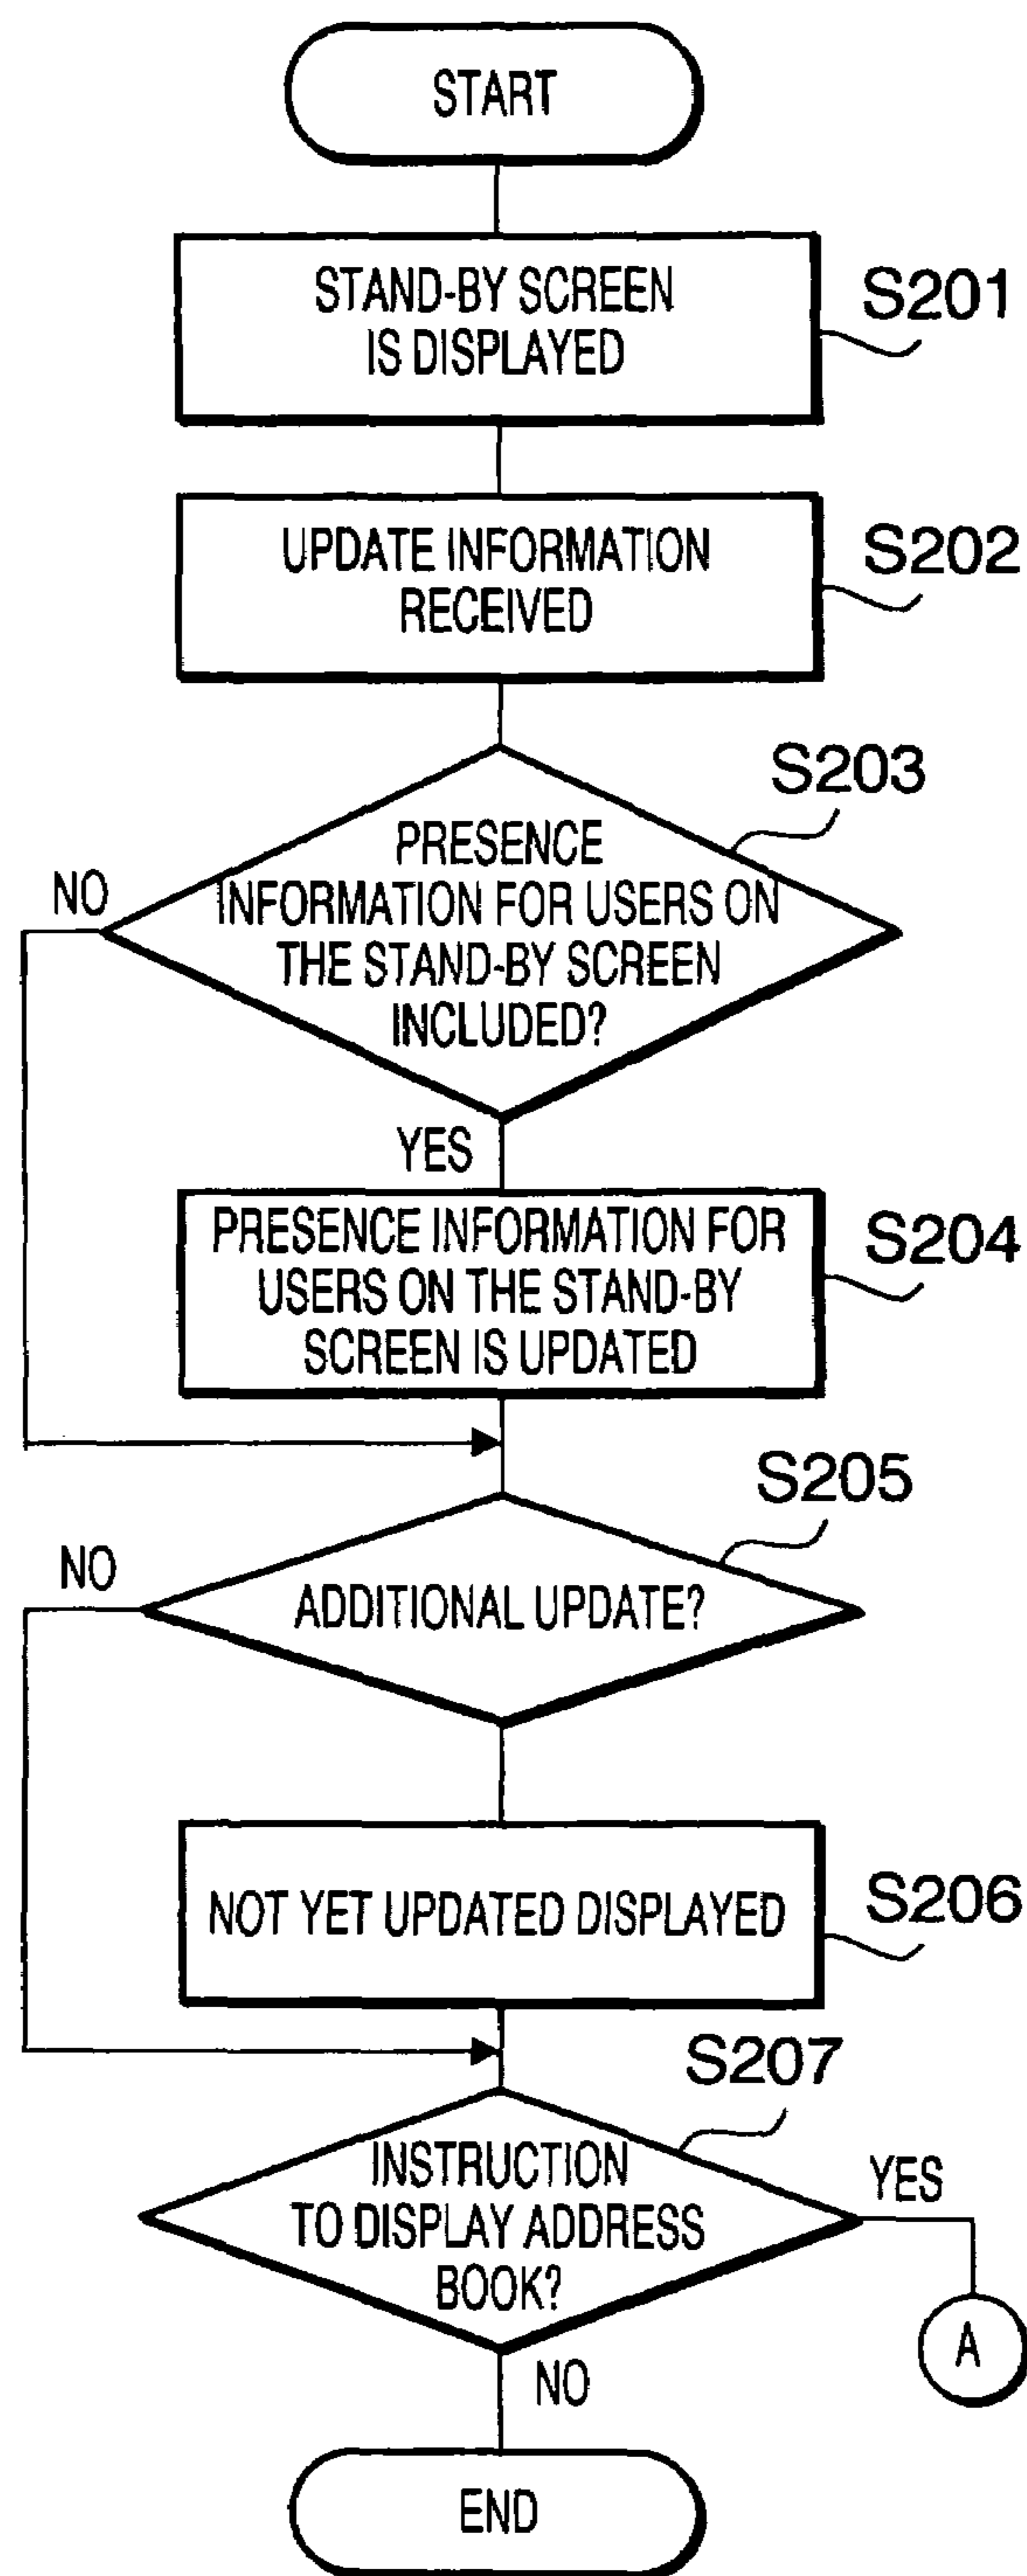 START
STAND-BY SCREEN
IS DISPLAYED
S201
UPDATE INFORMATION
RECEIVED
S202
S203
PRESENCE
INFORMATION FOR USERS ON
THE STAND-BY SCREEN
INCLUDED?
NO
YES
PRESENCE INFORMATION FOR
USERS ON THE STAND-BY
SCREEN IS UPDATED
S204
S205
NO
ADDITIONAL UPDATE?
NOT YET UPDATED DISPLAYED
S206
S207
INSTRUCTION
TO DISPLAY ADDRESS
BOOK?
YES
A
NO
END